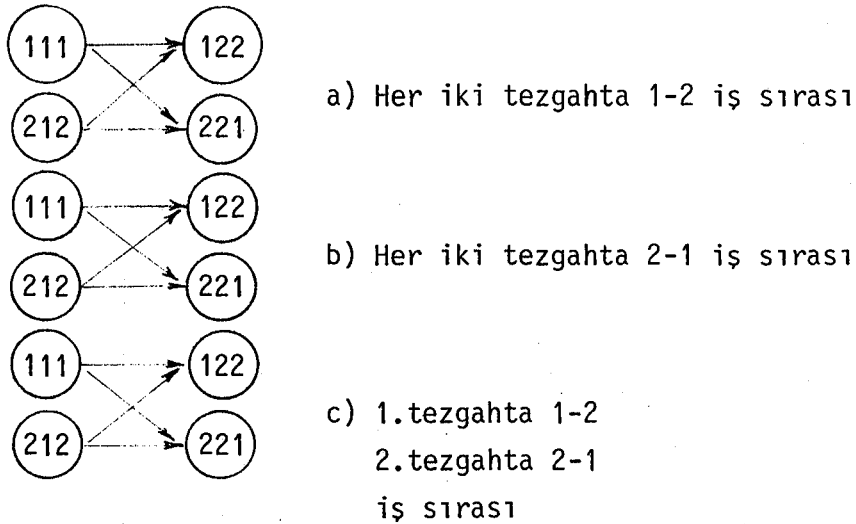 111 122
a) Her iki tezgahta 1-2 iş sırası
212 221
111 122
b) Her iki tezgahta 2-1 iş sırası
212 221
111 122
c) 1.tezgahta 1-2
212 221
2.tezgahta 2-1
iş sırası